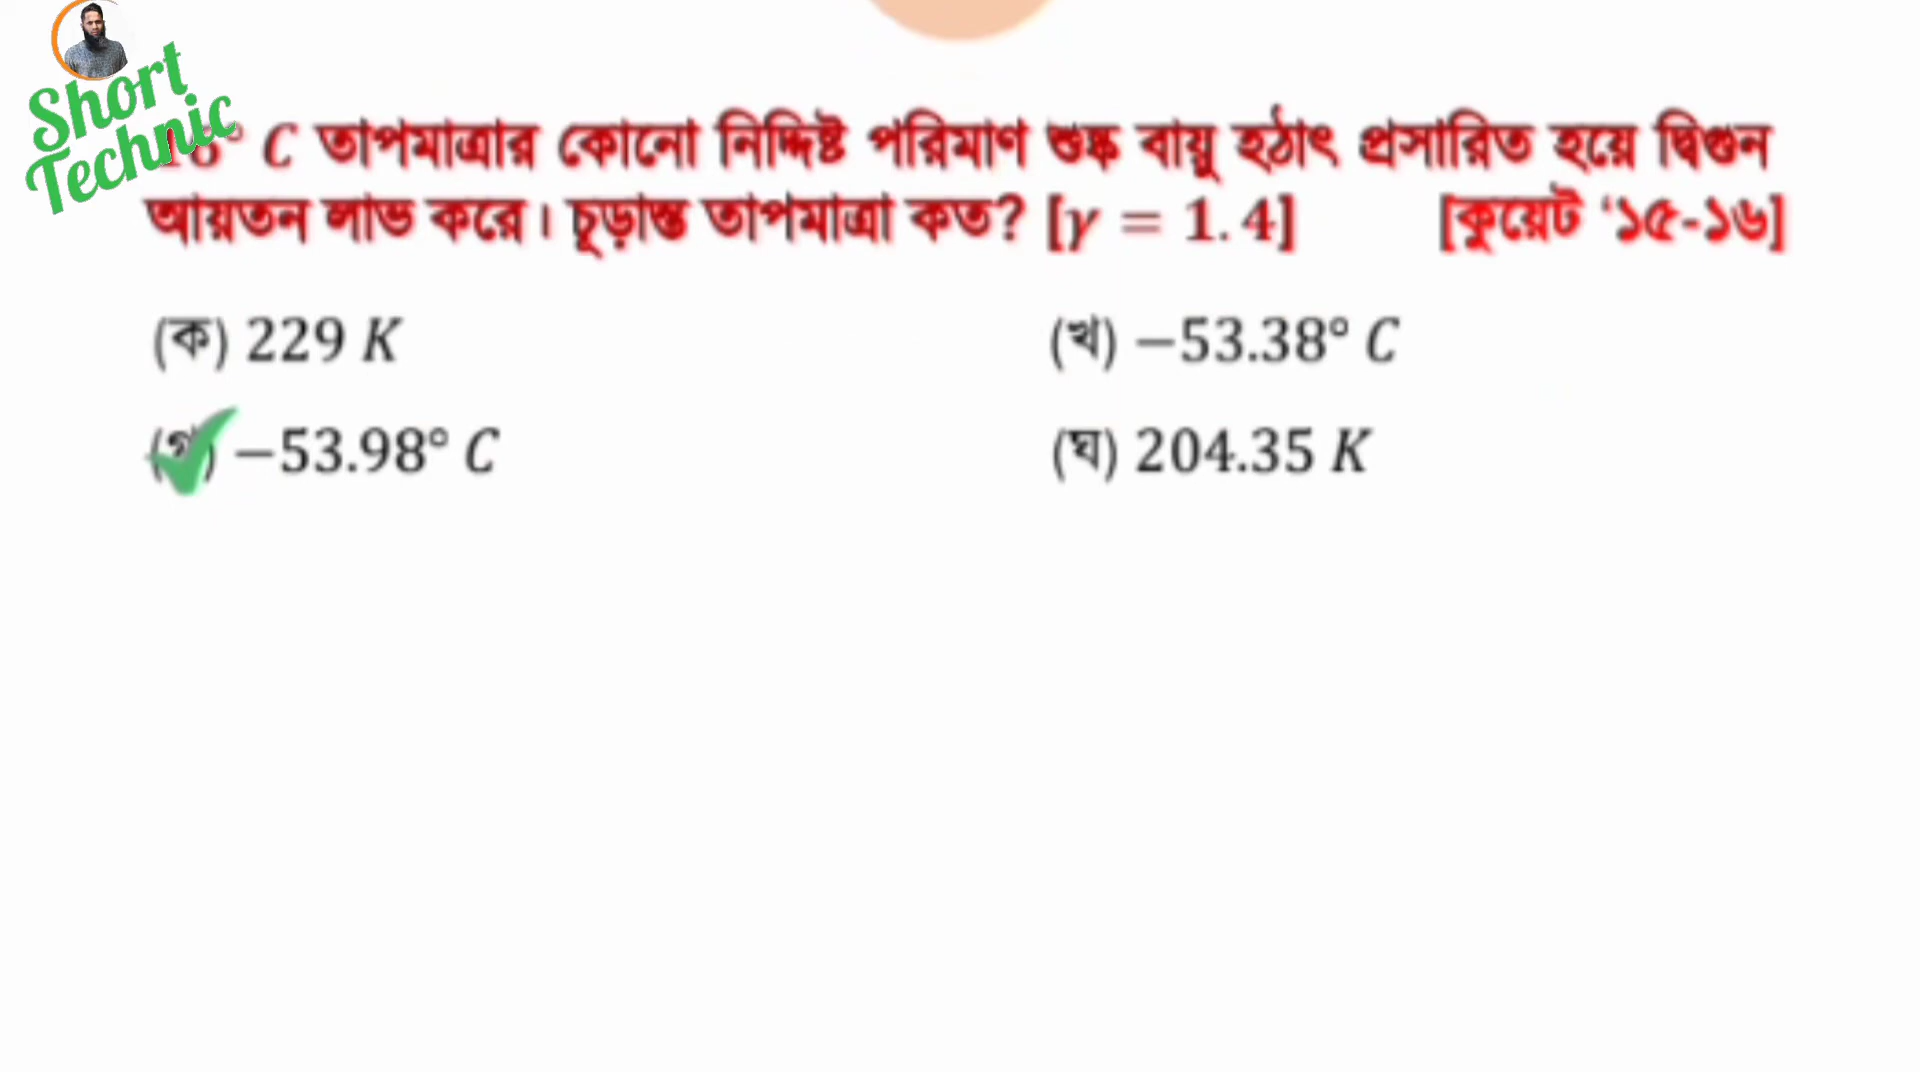 Short
Technic
8° C তাপমাত্রার কোনো নিদ্দিষ্ট পরিমাণ শুষ্ক বায়ু হঠাৎ প্রসারিত হয়ে দ্বিগুন
আয়তন লাভ করে। চূড়ান্ত তাপমাত্রা কত? [γ = 1.4] [কুয়েট ‘১৫-১৬]
(ক) 229 K (খ) −53.38° C
(গ) −53.98° C (ঘ) 204.35 K